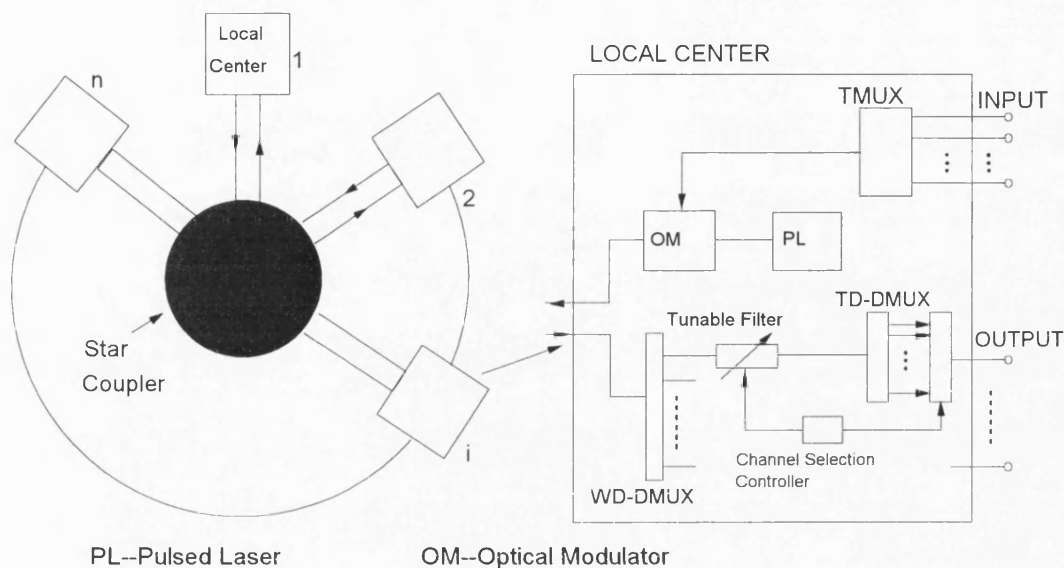 Local
Center
1
n
2
i
Star
Coupler
LOCAL CENTER
TMUX
INPUT
OM
PL
TD-DMUX
Tunable Filter
OUTPUT
Channel Selection
Controller
WD-DMUX
PL--Pulsed Laser
OM--Optical Modulator